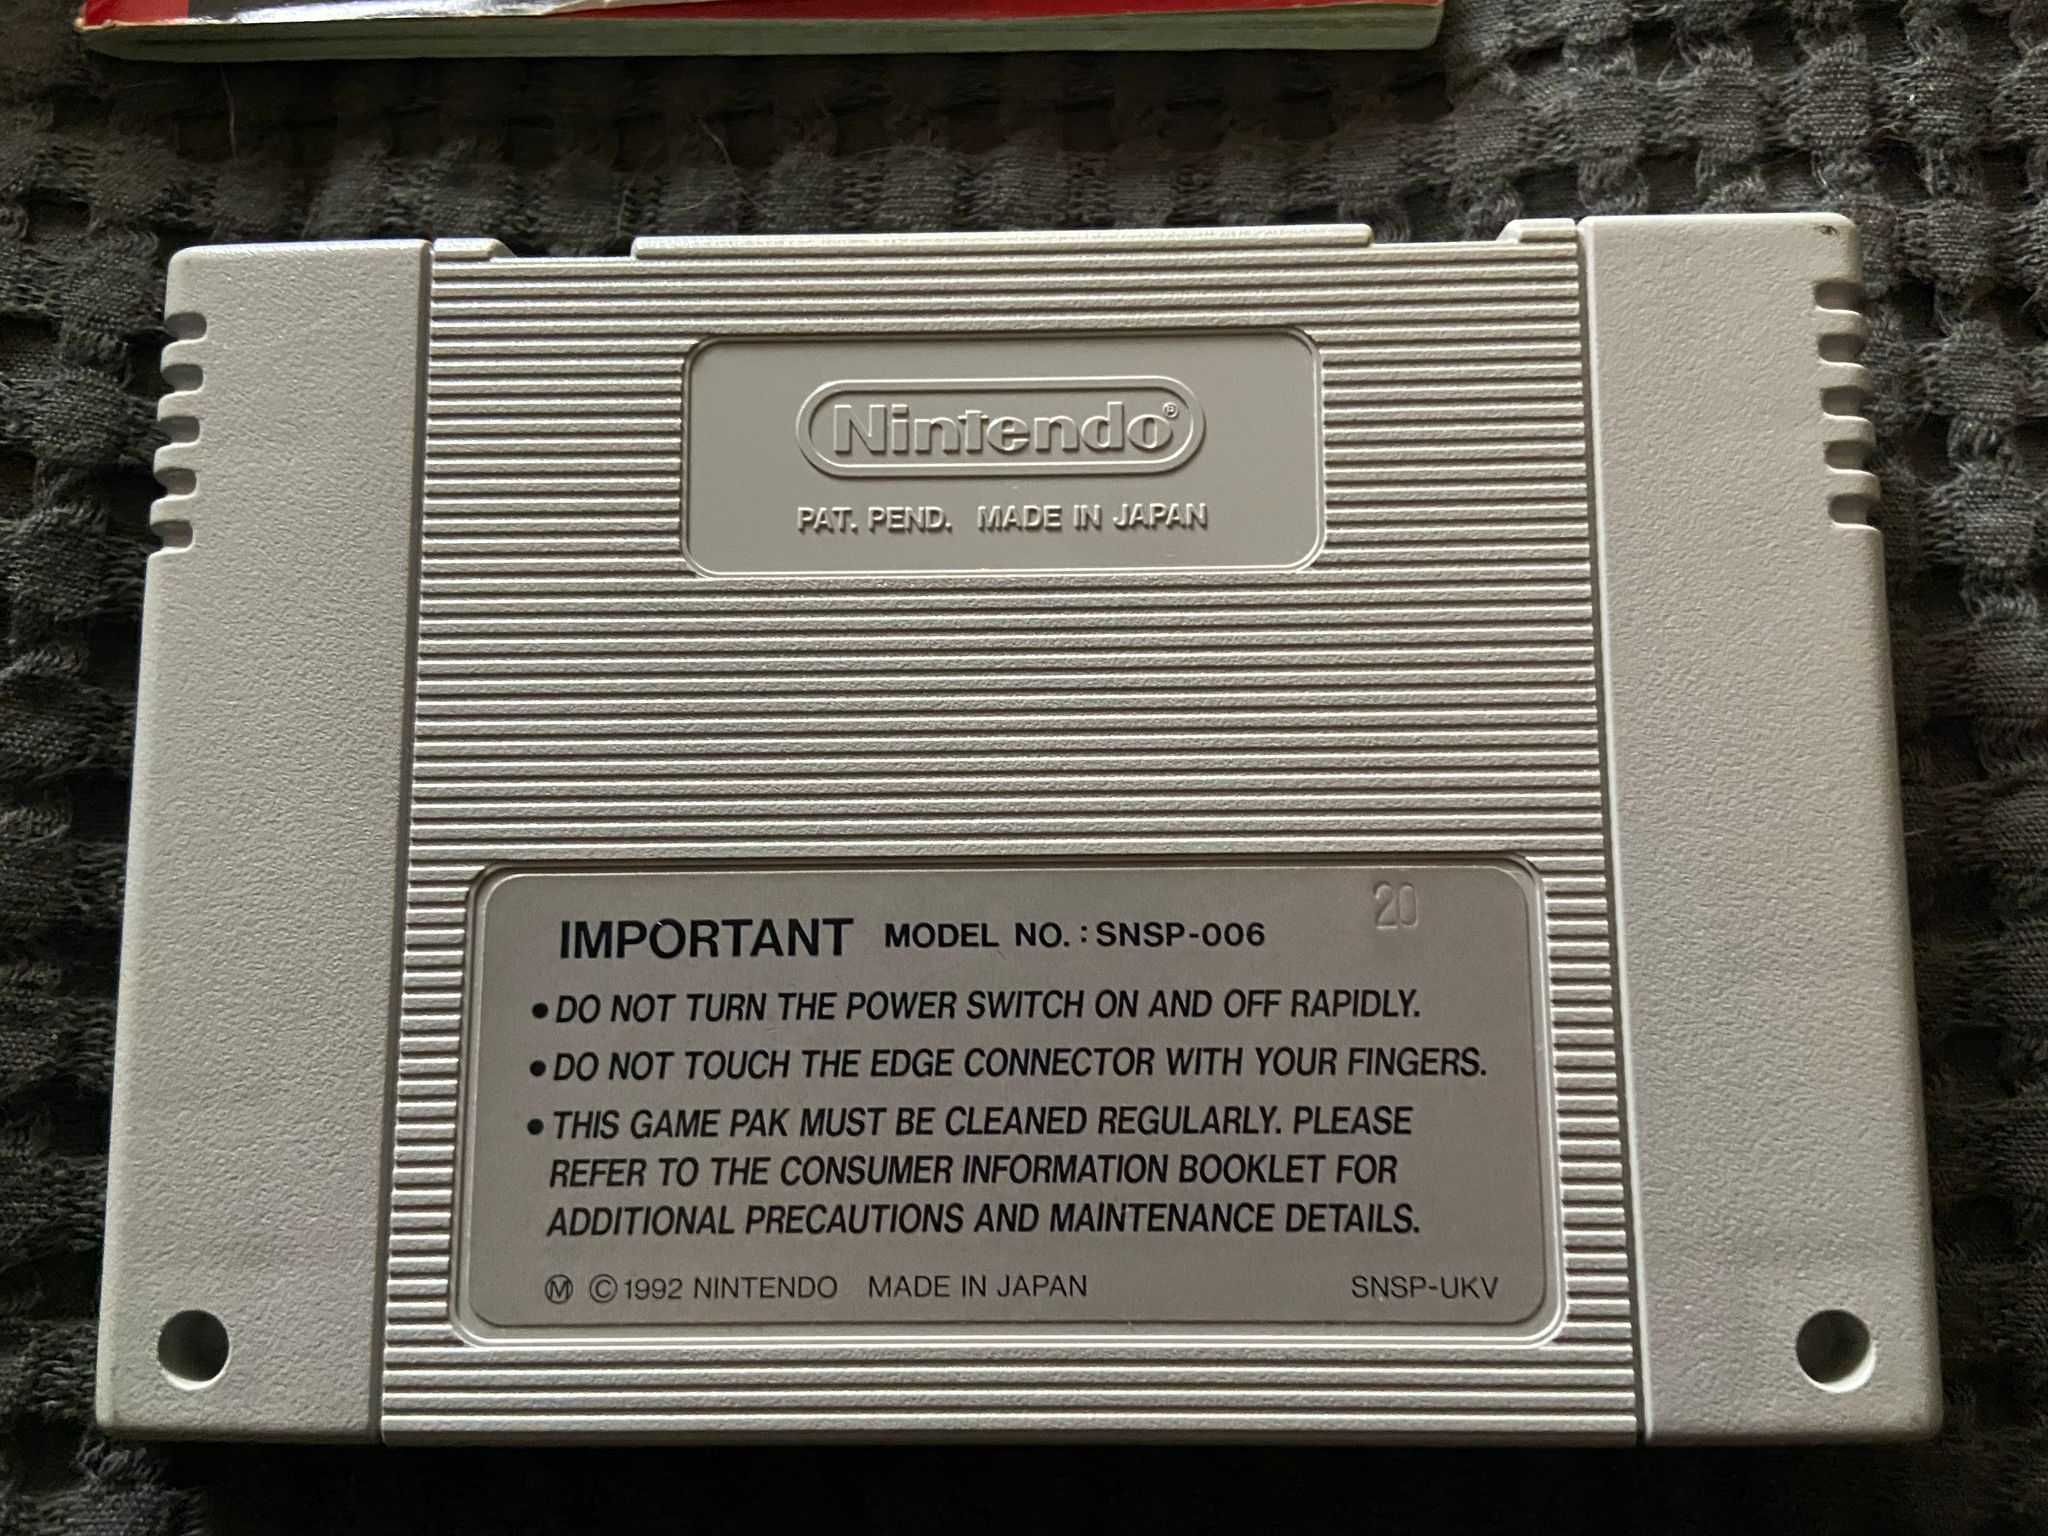 Nintendo®
PAT. PEND. MADE IN JAPAN
20
IMPORTANT MODEL NO.: SNSP-006
• DO NOT TURN THE POWER SWITCH ON AND OFF RAPIDLY.
• DO NOT TOUCH THE EDGE CONNECTOR WITH YOUR FINGERS.
• THIS GAME PAK MUST BE CLEANED REGULARLY. PLEASE
REFER TO THE CONSUMER INFORMATION BOOKLET FOR
ADDITIONAL PRECAUTIONS AND MAINTENANCE DETAILS.
Ⓜ © 1992 NINTENDO MADE IN JAPAN SNSP-UKV